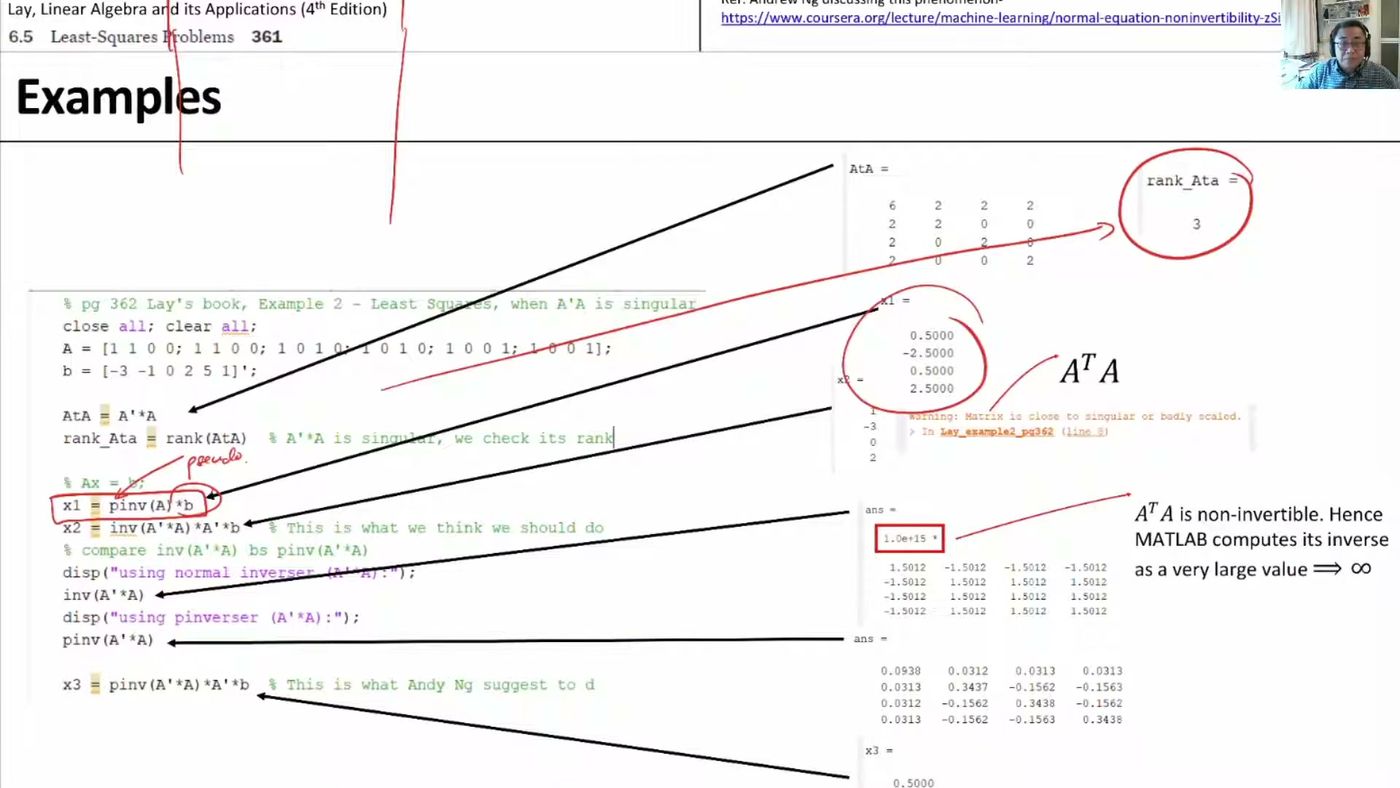 Lay, Linear Algebra and its Applications (4th Edition)
6.5 Least-Squares Problems 361
Ref: Andrew Ng discussing this phenomenon-
https://www.coursera.org/lecture/machine-learning/normal-equation-noninvertibility-zSi
Examples
% pg 362 Lay's book, Example 2 - Least Squares, when A'A is singular
close all; clear all;
A = [1 1 0 0; 1 1 0 0; 1 0 1 0; 1 0 1 0; 1 0 0 1; 1 0 0 1];
b = [-3 -1 0 2 5 1]';
AtA = A'*A
rank_Ata = rank(AtA) % A'*A is singular, we check its rank
pseudo.
% Ax = b;
x1 = pinv(A)*b
x2 = inv(A'*A)*A'*b % This is what we think we should do
% compare inv(A'*A) bs pinv(A'*A)
disp("using normal inverser (A'*A):");
inv(A'*A)
disp("using pinverser (A'*A):");
pinv(A'*A)
x3 = pinv(A'*A)*A'*b % This is what Andy Ng suggest to d
AtA =
6 2 2 2
2 2 0 0
2 0 2 0
2 0 0 2
rank_Ata =
3
x1 =
0.5000
-2.5000
0.5000
2.5000
x2 =
1
-3
0
2
A^T A
Warning: Matrix is close to singular or badly scaled.
> In Lay_example2_pg362 (line 8)
ans =
1.0e+15 *
1.5012 -1.5012 -1.5012 -1.5012
-1.5012 1.5012 1.5012 1.5012
-1.5012 1.5012 1.5012 1.5012
-1.5012 1.5012 1.5012 1.5012
A^T A is non-invertible. Hence
MATLAB computes its inverse
as a very large value ⟹ ∞
ans =
0.0938 0.0312 0.0313 0.0313
0.0313 0.3437 -0.1562 -0.1563
0.0312 -0.1562 0.3438 -0.1562
0.0313 -0.1562 -0.1563 0.3438
x3 =
0.5000